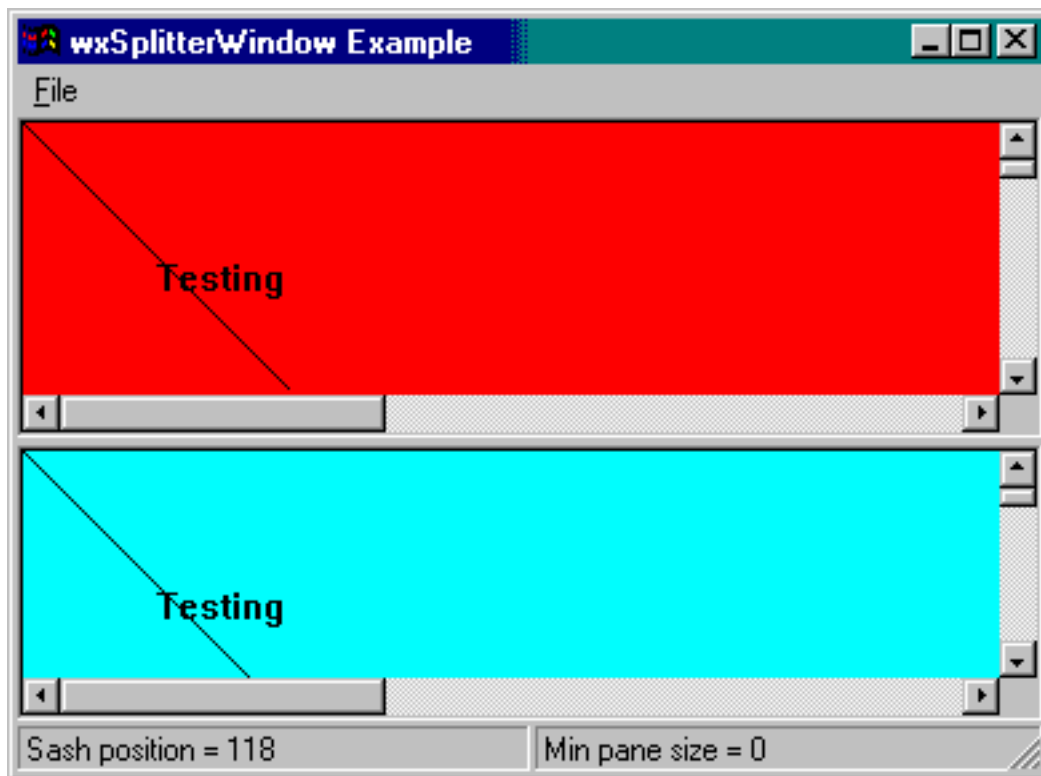 wxSplitterWindow Example
File
Testing
Testing
Sash position = 118
Min pane size = 0